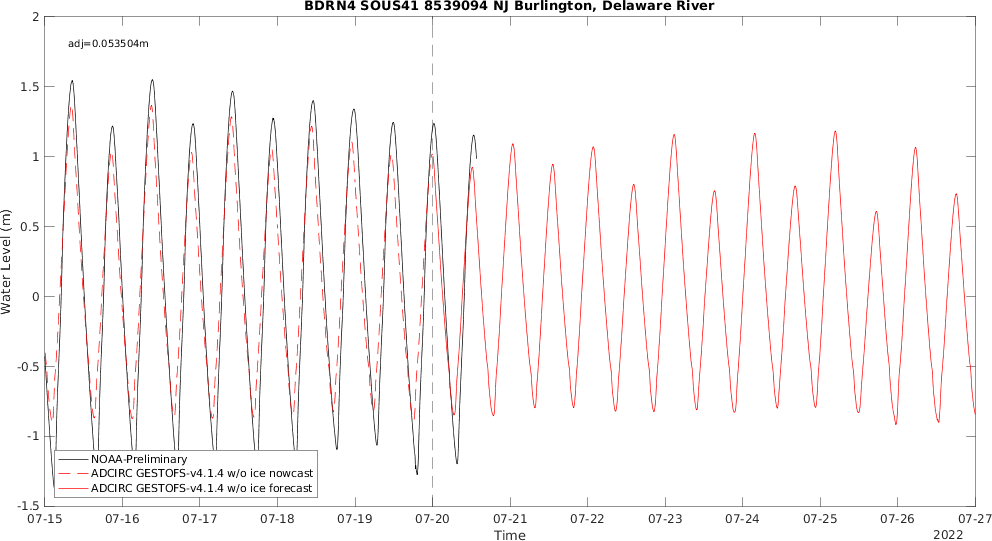 BDRN4 SOUS41 8539094 NJ Burlington, Delaware River
2
adj=0.053504m
1.5
1
0.5
0
-0.5
-1
-1.5
Water Level (m)
NOAA-Preliminary
ADCIRC GESTOFS-v4.1.4 w/o ice nowcast
ADCIRC GESTOFS-v4.1.4 w/o ice forecast
07-15 07-16 07-17 07-18 07-19 07-20 07-21 07-22 07-23 07-24 07-25 07-26 07-27
Time
2022